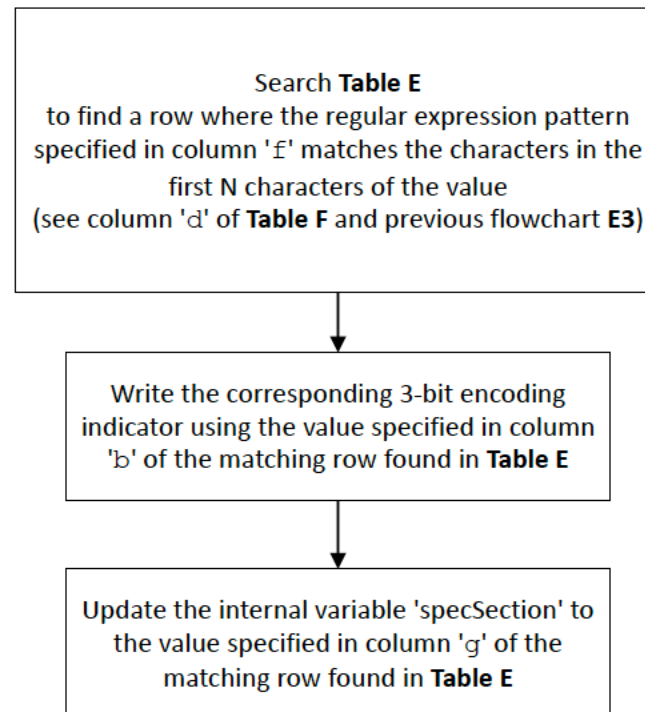 Search Table E
to find a row where the regular expression pattern
specified in column 'f' matches the characters in the
first N characters of the value
(see column 'd' of Table F and previous flowchart E3)
Write the corresponding 3-bit encoding
indicator using the value specified in column
'b' of the matching row found in Table E
Update the internal variable 'specSection' to
the value specified in column 'g' of the
matching row found in Table E